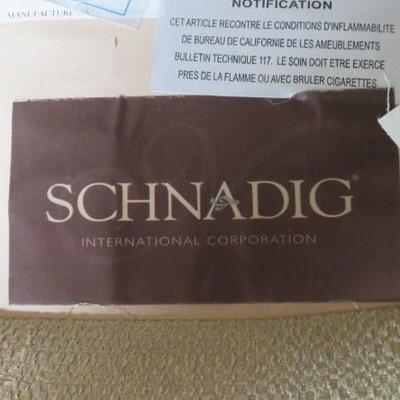 MANUFACTURE
NOTIFICATION
CET ARTICLE RECONTRE LE CONDITIONS D'INFLAMMABILITE
DE BUREAU DE CALIFORNIE DE LES AMEUBLEMENTS
BULLETIN TECHNIQUE 117. LE SOIN DOIT ETRE EXERCE
PRES DE LA FLAMME OU AVEC BRULER CIGARETTES
SCHNADIG®
INTERNATIONAL CORPORATION